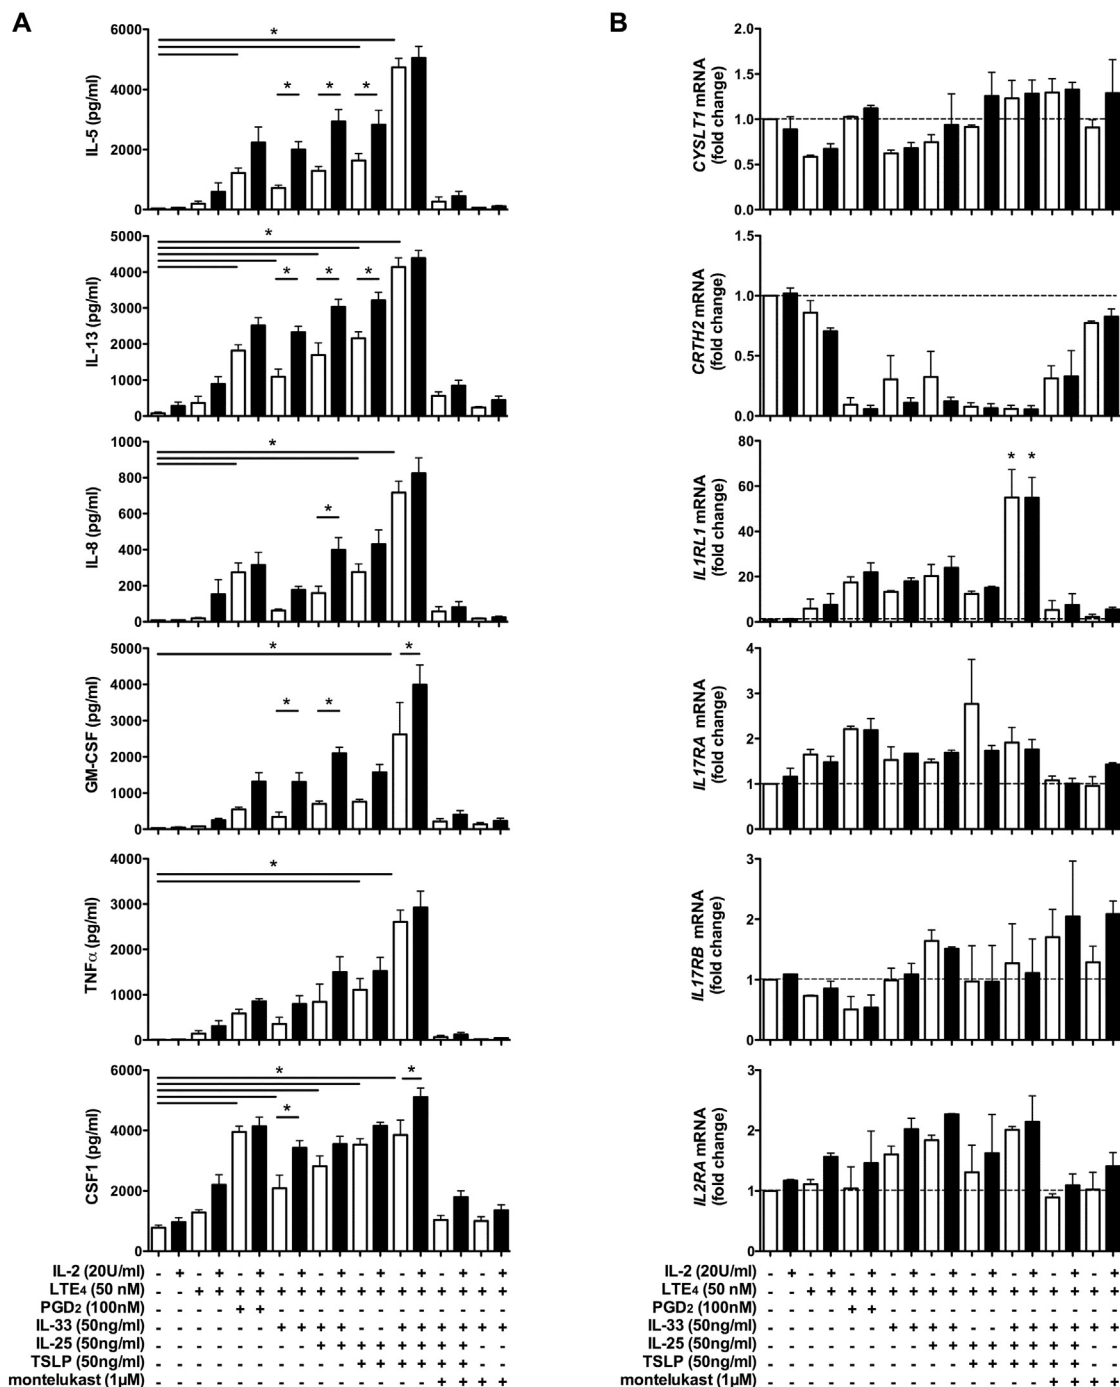 A
IL-5 (pg/ml)
6000
4000
2000
0
*
* * *
IL-13 (pg/ml)
5000
4000
3000
2000
1000
0
*
* * *
IL-8 (pg/ml)
1000
800
600
400
200
0
*
*
GM-CSF (pg/ml)
5000
4000
3000
2000
1000
0
* *
* *
TNFα (pg/ml)
4000
3000
2000
1000
0
*
CSF1 (pg/ml)
6000
4000
2000
0
* *
*
IL-2 (20U/ml) - + - + - + - + - + - + - + - + - +
LTE4 (50 nM) - - + + + + + + + + + + + + + + + +
PGD2 (100nM) - - - - + + - - - - - - - - - - - -
IL-33 (50ng/ml) - - - - - - + + + + - - + + + + + +
IL-25 (50ng/ml) - - - - - - - - + + + + + + + + - -
TSLP (50ng/ml) - - - - - - - - - - + + + + + + - -
montelukast (1µM) - - - - - - - - - - - - - - + + + +
B
CYSLT1 mRNA
(fold change)
2.0
1.5
1.0
0.5
0.0
CRTH2 mRNA
(fold change)
1.5
1.0
0.5
0.0
IL1RL1 mRNA
(fold change)
80
60
40
20
0
* *
IL17RA mRNA
(fold change)
4
3
2
1
0
IL17RB mRNA
(fold change)
3
2
1
0
IL2RA mRNA
(fold change)
3
2
1
0
IL-2 (20U/ml) - + - + - + - + - + - + - + - + - +
LTE4 (50 nM) - - + + + + + + + + + + + + + + + +
PGD2 (100nM) - - - - + + - - - - - - - - - - - -
IL-33 (50ng/ml) - - - - - - + + + + - - + + + + + +
IL-25 (50ng/ml) - - - - - - - - + + - - + + + + - -
TSLP (50ng/ml) - - - - - - - - - - + + + + + + - -
montelukast (1µM) - - - - - - - - - - - - - - + + + +